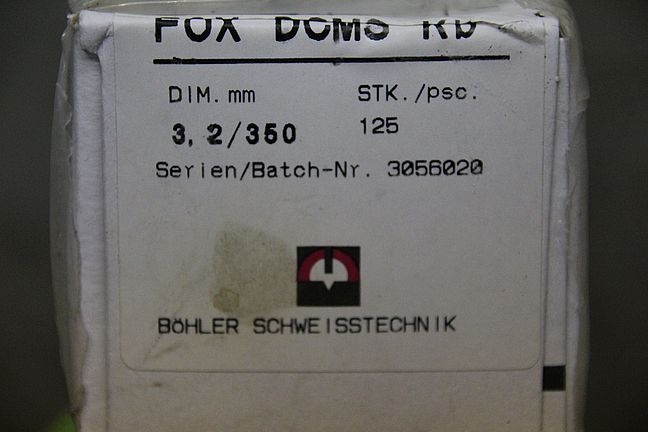 FOX DCMS Kb
DIM. mm STK./psc.
3,2/350 125
Serien/Batch-Nr. 3056020
BÖHLER SCHWEISSTECHNIK